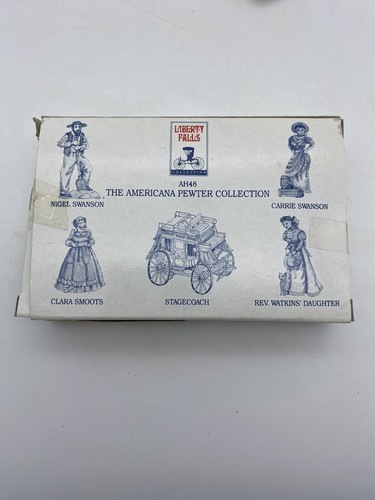 LIBERTY
FALLS
COLLECTION
AH48
THE AMERICANA PEWTER COLLECTION
NIGEL SWANSON
CARRIE SWANSON
CLARA SMOOTS
STAGECOACH
REV. WATKINS' DAUGHTER